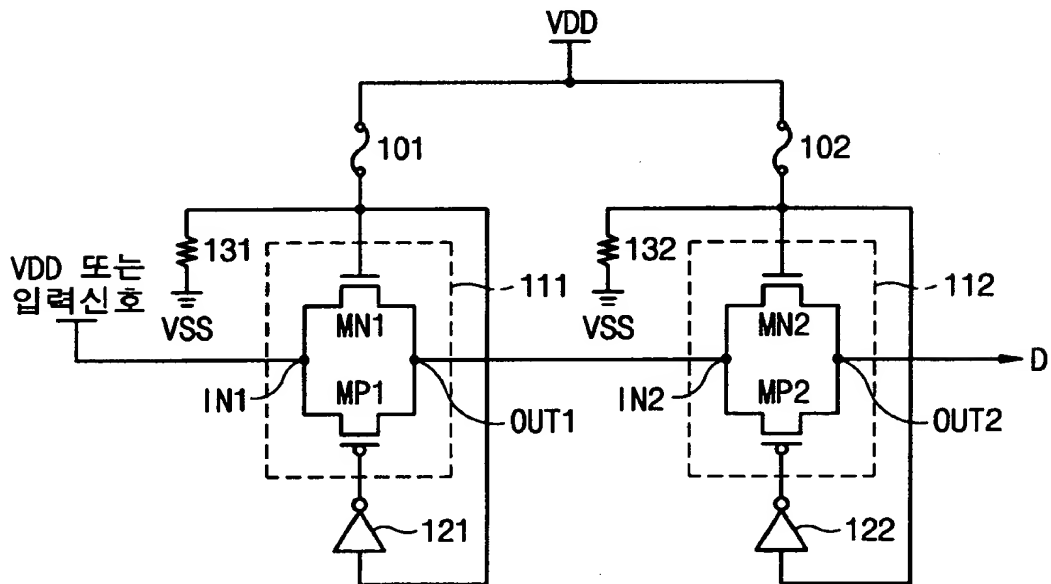 VDD
101
102
131
132
VDD 또는
입력신호
VSS
VSS
111
112
MN1
MN2
IN1
MP1
OUT1
IN2
MP2
OUT2
D
121
122